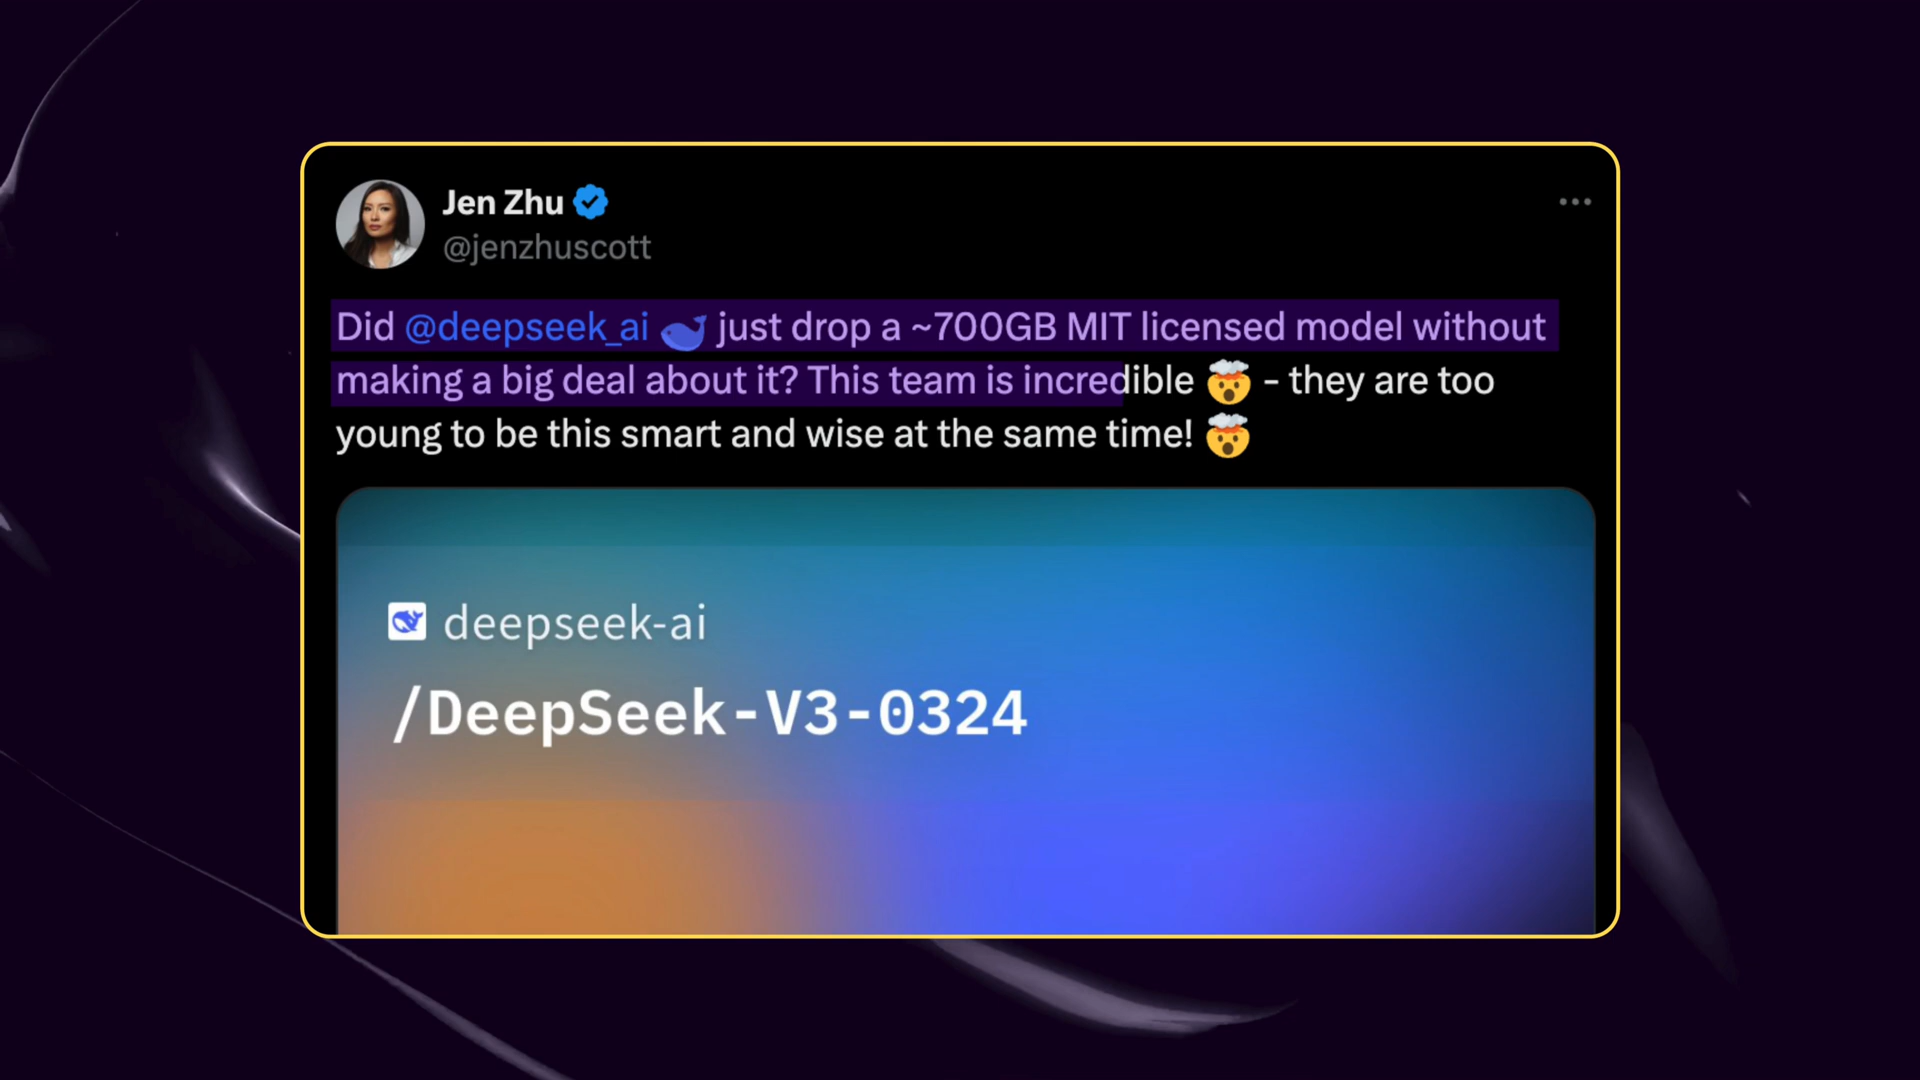 Jen Zhu
@jenzhuscott
Did @deepseek_ai 🐳 just drop a ~700GB MIT licensed model without
making a big deal about it? This team is incredible 🤯 - they are too
young to be this smart and wise at the same time! 🤯
deepseek-ai
/DeepSeek-V3-0324